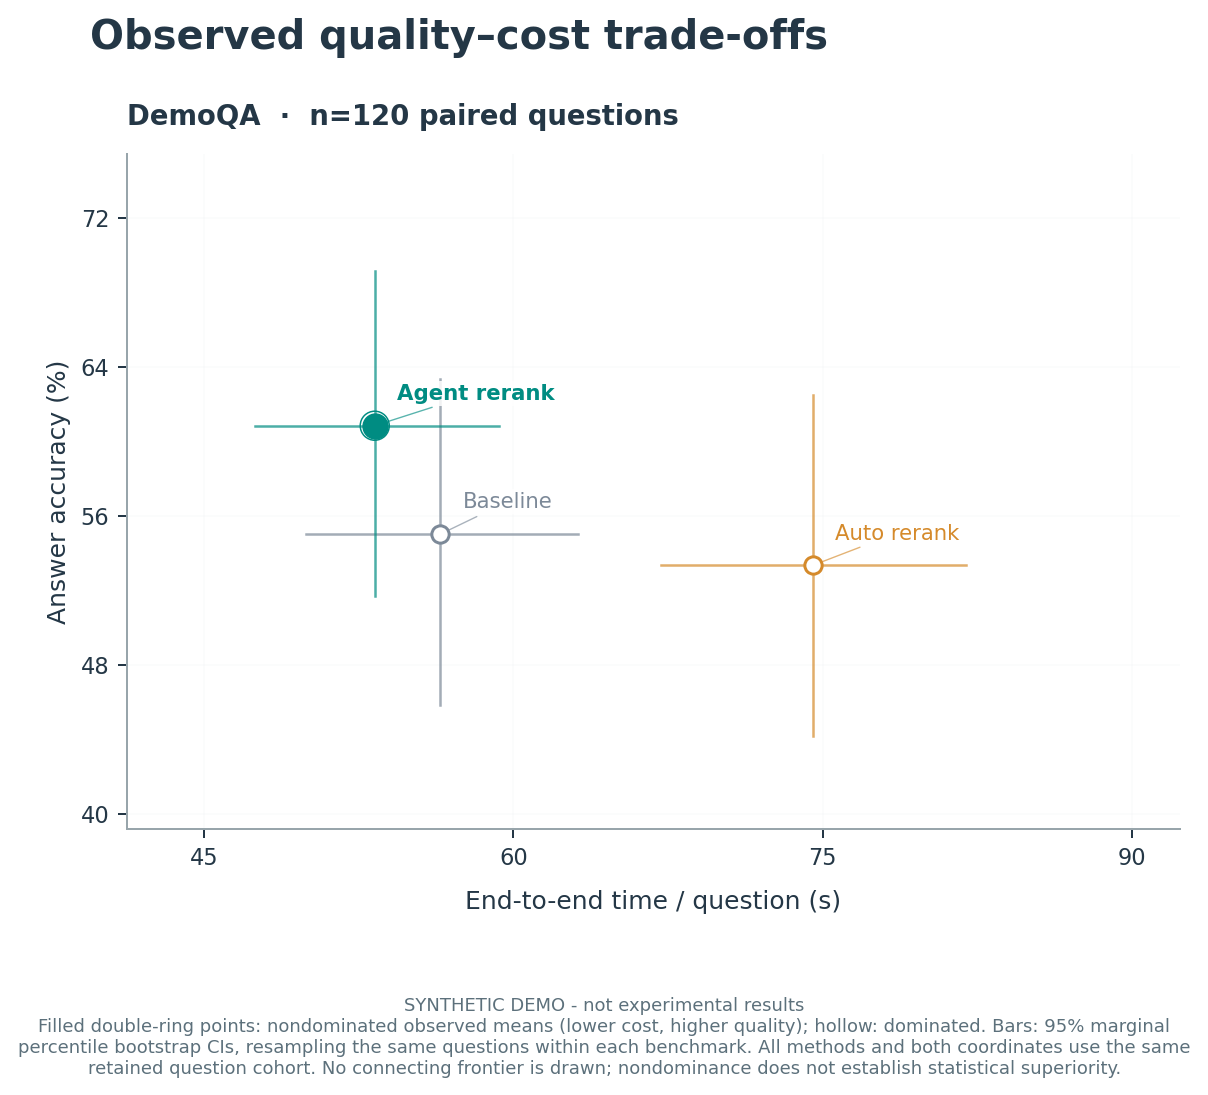 Observed quality–cost trade-offs
DemoQA · n=120 paired questions
72
64
56
48
40
Answer accuracy (%)
Agent rerank
Baseline
Auto rerank
45
60
75
90
End-to-end time / question (s)
SYNTHETIC DEMO - not experimental results
Filled double-ring points: nondominated observed means (lower cost, higher quality); hollow: dominated. Bars: 95% marginal
percentile bootstrap CIs, resampling the same questions within each benchmark. All methods and both coordinates use the same
retained question cohort. No connecting frontier is drawn; nondominance does not establish statistical superiority.